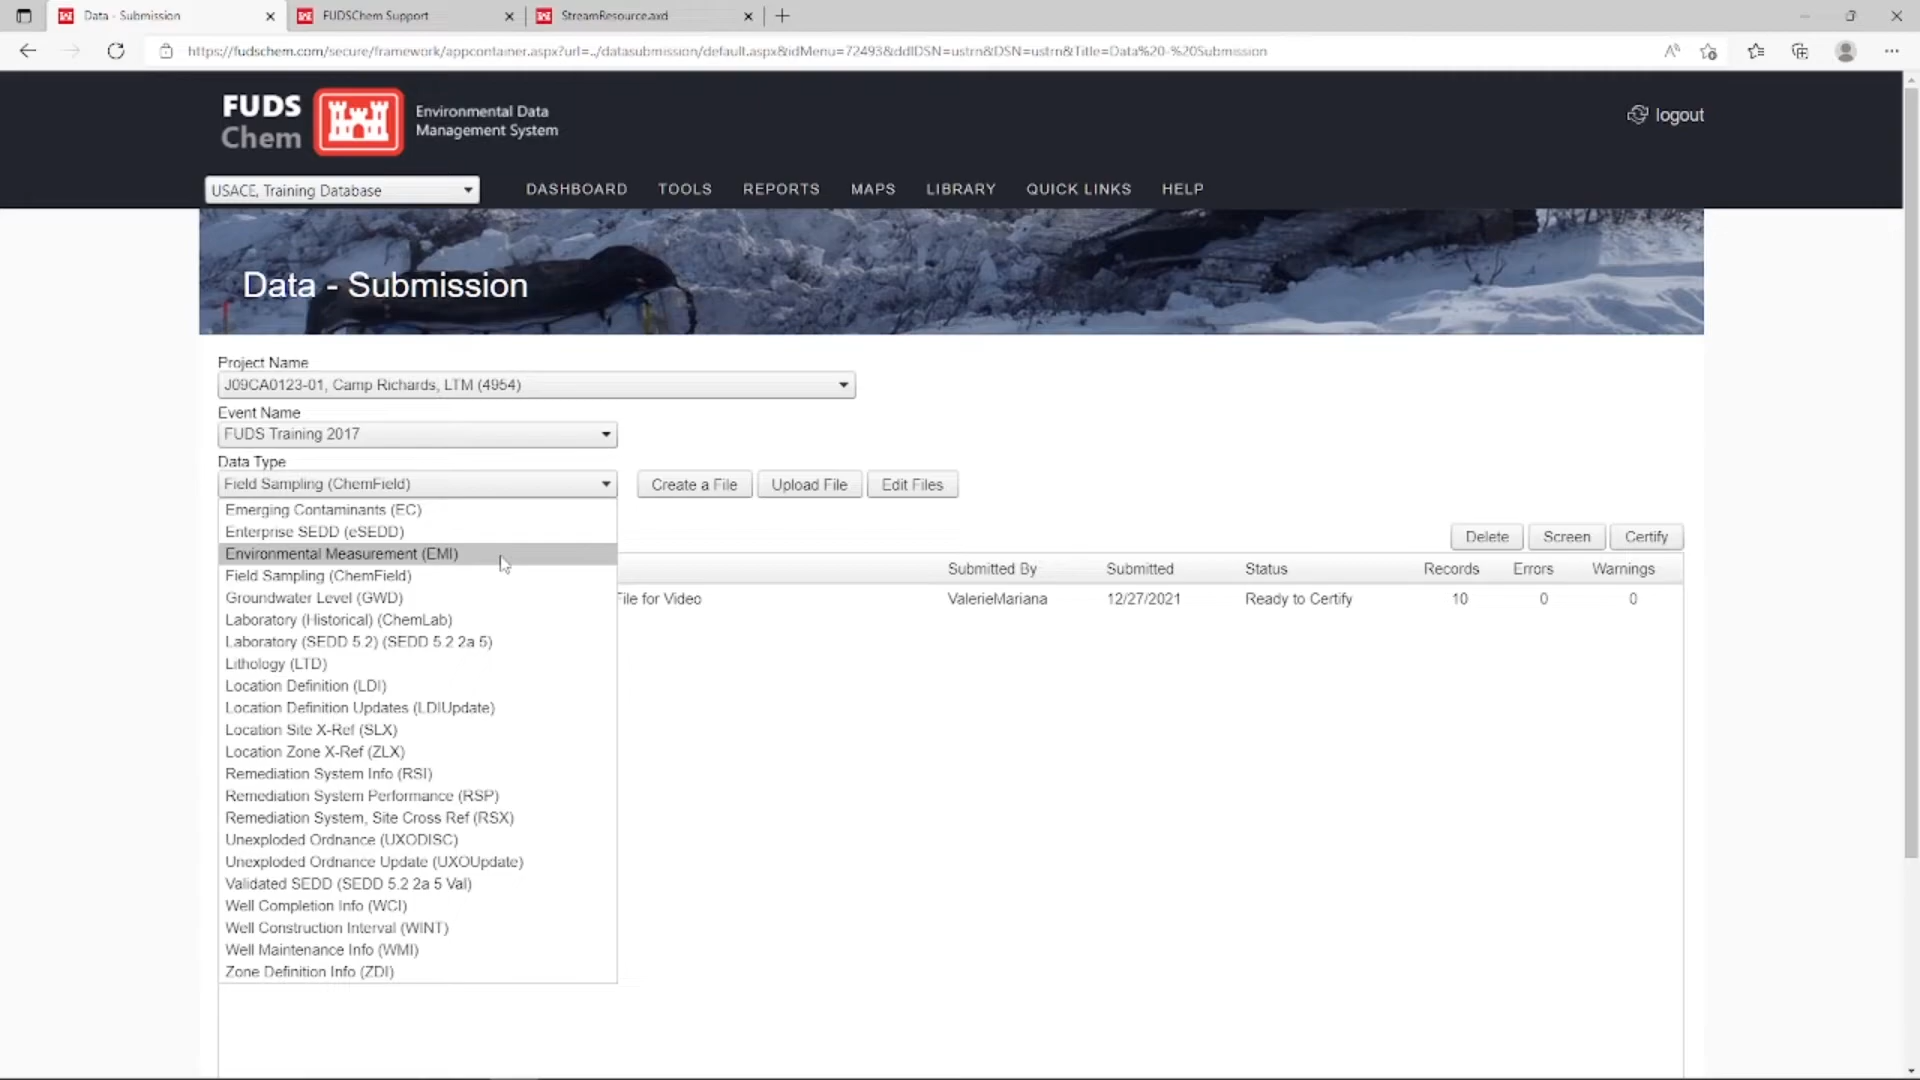 Data - Submission
FUDSChem Support
StreamResource.axd
https://fudschem.com/secure/framework/appcontainer.aspx?url=../datasubmission/default.aspx&idMenu=72493&ddlDSN=ustrn&DSN=ustrn&Title=Data%20-%20Submission
FUDS
Chem
Environmental Data
Management System
logout
USACE, Training Database
DASHBOARD TOOLS REPORTS MAPS LIBRARY QUICK LINKS HELP
Data - Submission
Project Name
J09CA0123-01, Camp Richards, LTM (4954)
Event Name
FUDS Training 2017
Data Type
Field Sampling (ChemField)
Create a File Upload File Edit Files
Delete Screen Certify
Submitted By Submitted Status Records Errors Warnings
File for Video ValerieMariana 12/27/2021 Ready to Certify 10 0 0
Emerging Contaminants (EC)
Enterprise SEDD (eSEDD)
Environmental Measurement (EMI)
Field Sampling (ChemField)
Groundwater Level (GWD)
Laboratory (Historical) (ChemLab)
Laboratory (SEDD 5.2) (SEDD 5.2 2a 5)
Lithology (LTD)
Location Definition (LDI)
Location Definition Updates (LDIUpdate)
Location Site X-Ref (SLX)
Location Zone X-Ref (ZLX)
Remediation System Info (RSI)
Remediation System Performance (RSP)
Remediation System, Site Cross Ref (RSX)
Unexploded Ordnance (UXODISC)
Unexploded Ordnance Update (UXOUpdate)
Validated SEDD (SEDD 5.2 2a 5 Val)
Well Completion Info (WCI)
Well Construction Interval (WINT)
Well Maintenance Info (WMI)
Zone Definition Info (ZDI)